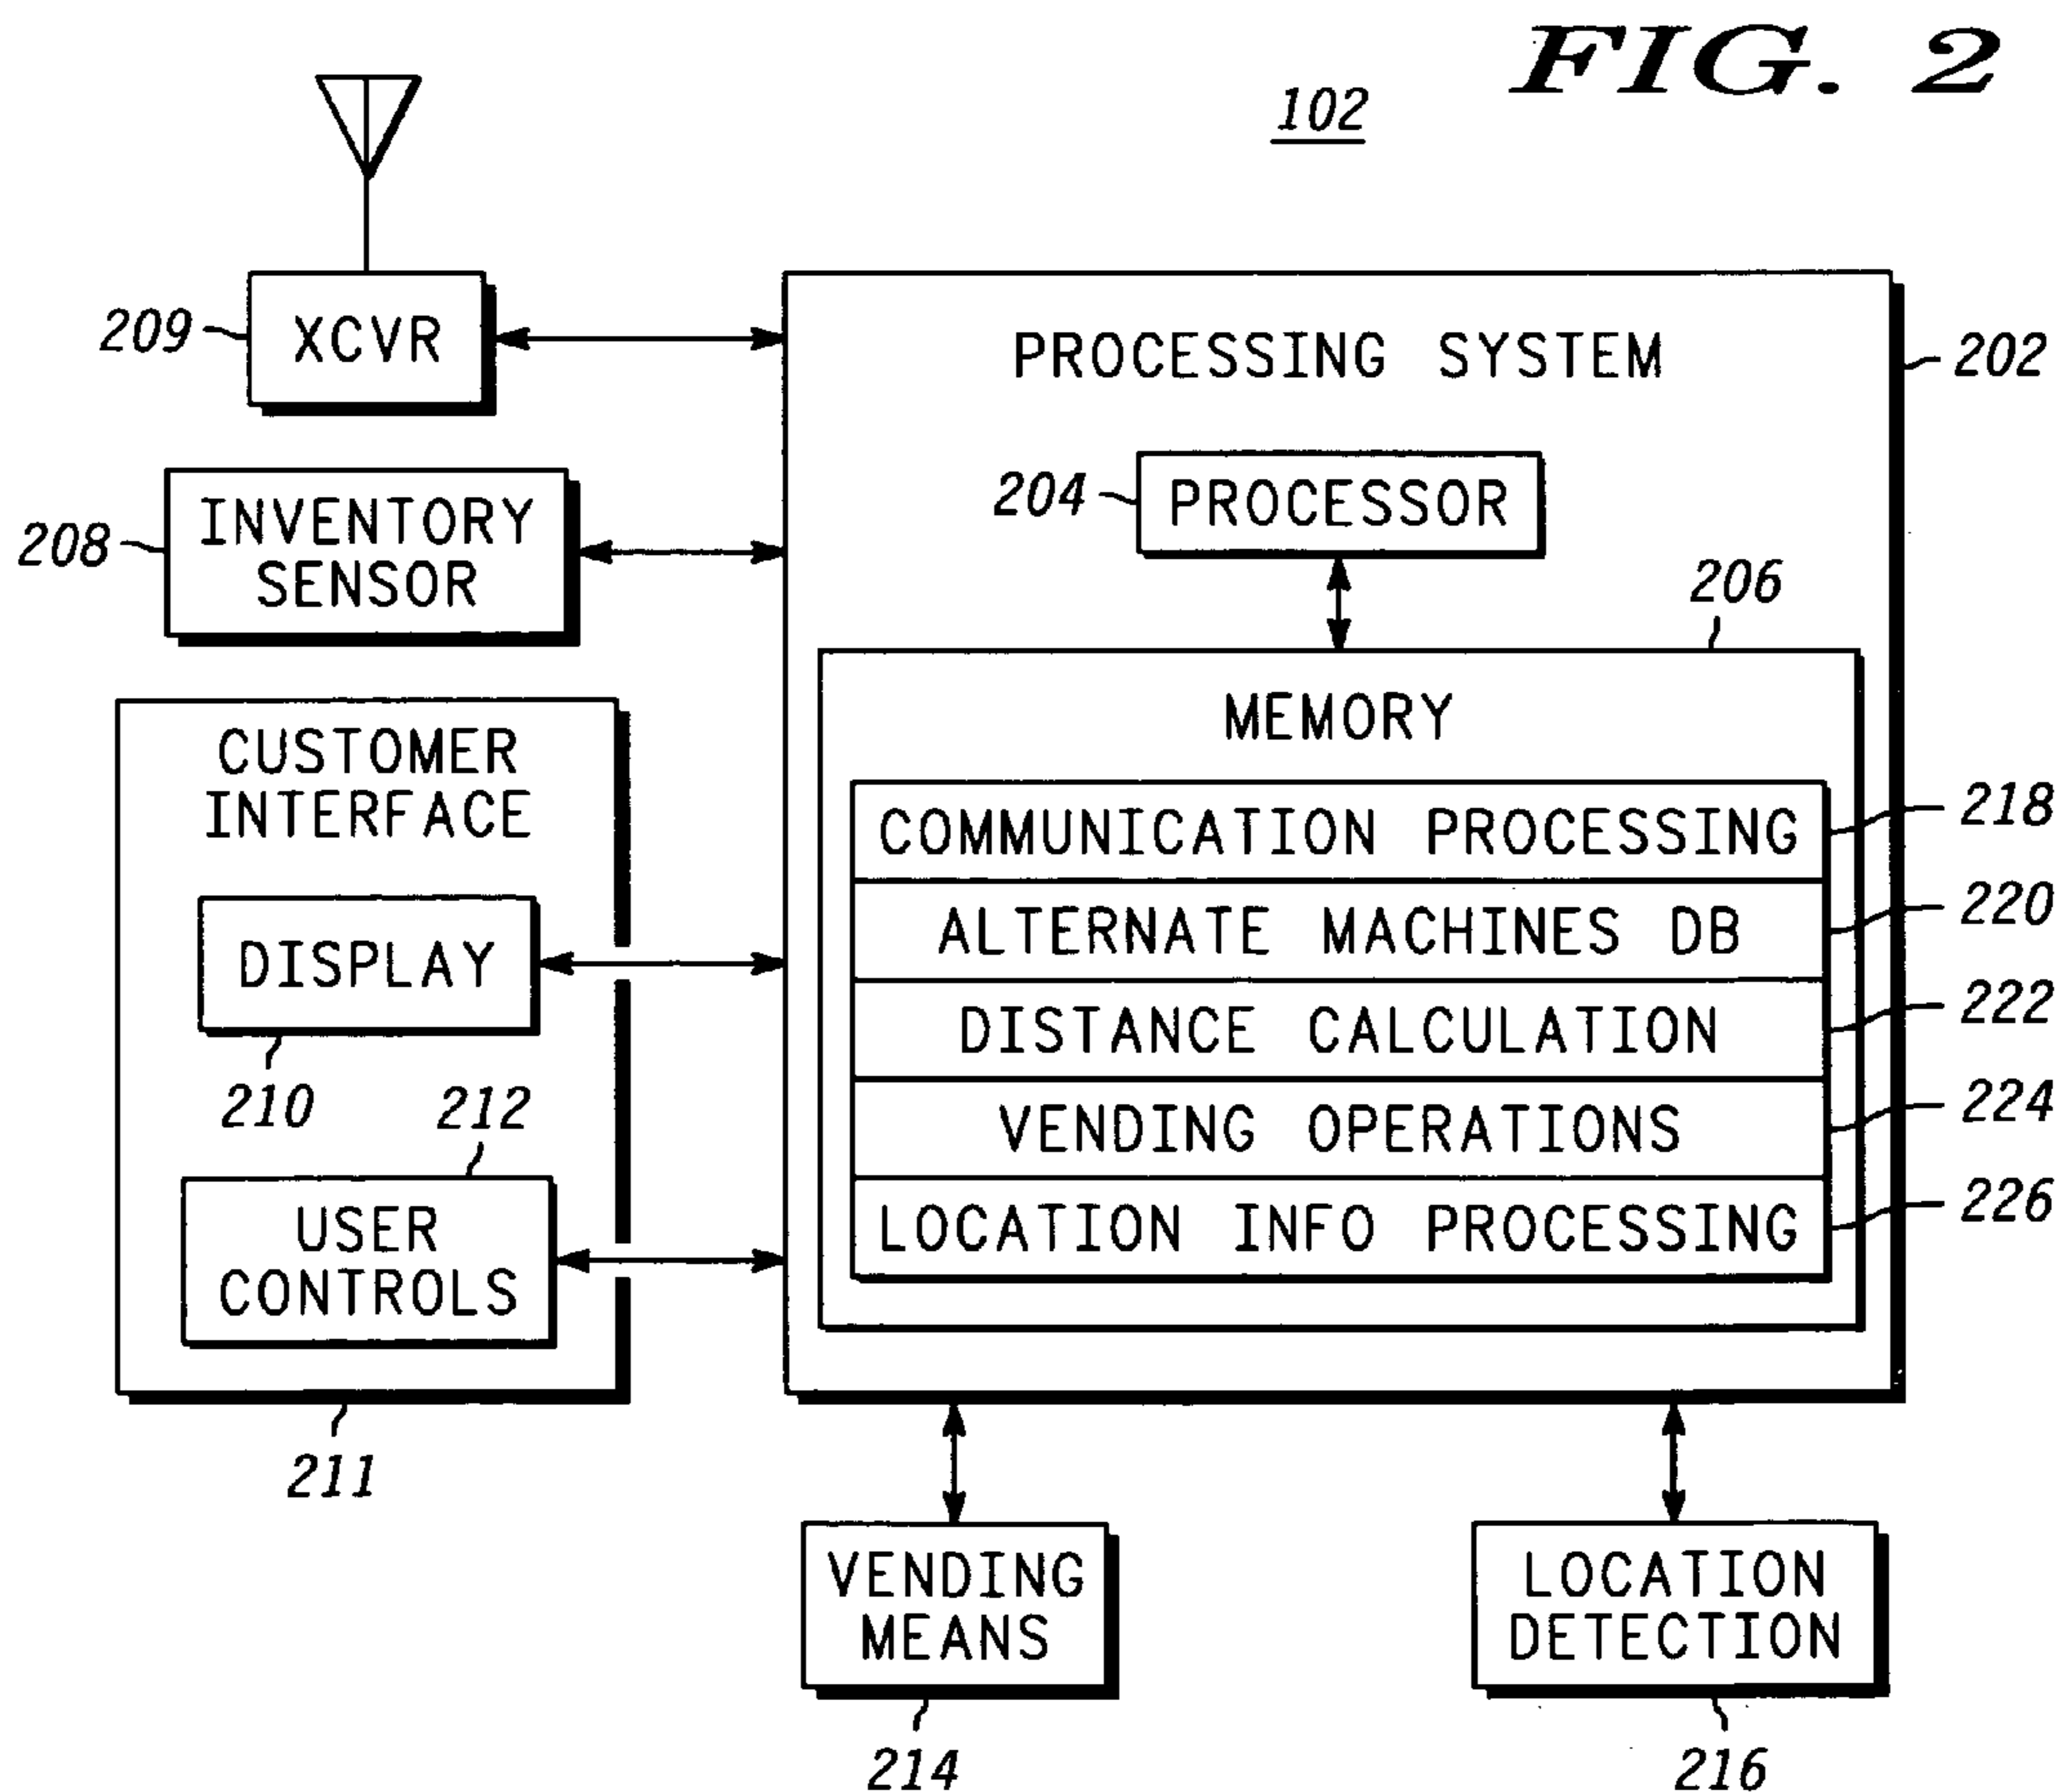 FIG. 2
102
209
XCVR
PROCESSING SYSTEM
202
204
PROCESSOR
208
INVENTORY
SENSOR
206
MEMORY
CUSTOMER
INTERFACE
COMMUNICATION PROCESSING
218
ALTERNATE MACHINES DB
220
DISPLAY
DISTANCE CALCULATION
222
210
212
VENDING OPERATIONS
224
USER
CONTROLS
LOCATION INFO PROCESSING
226
211
VENDING
MEANS
LOCATION
DETECTION
214
216